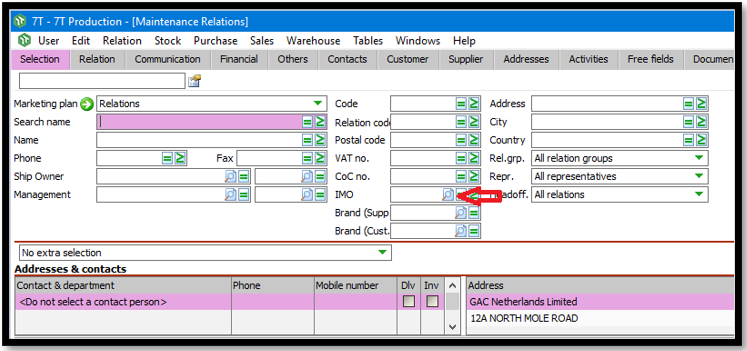 7T - 7T Production - [Maintenance Relations]
User Edit Relation Stock Purchase Sales Warehouse Tables Windows Help
Selection Relation Communication Financial Others Contacts Customer Supplier Addresses Activities Free fields Documen
Marketing plan Relations Code Address
Search name Relation code City
Name Postal code Country
Phone Fax VAT no. Rel.grp. All relation groups
Ship Owner CoC no. Repr. All representatives
Management IMO adoff. All relations
Brand (Supp
Brand (Cust.
No extra selection
Addresses & contacts
Contact & department Phone Mobile number Dlv Inv Address
<Do not select a contact person> GAC Netherlands Limited
12A NORTH MOLE ROAD